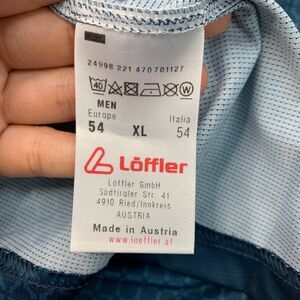 24998 221 470701127
40
MEN
Europe Italia
54 XL 54
Löffler
Löffler GmbH
Südtiroler Str. 41
4910 Ried/Innkreis
AUSTRIA
Made in Austria
www.loeffler.at